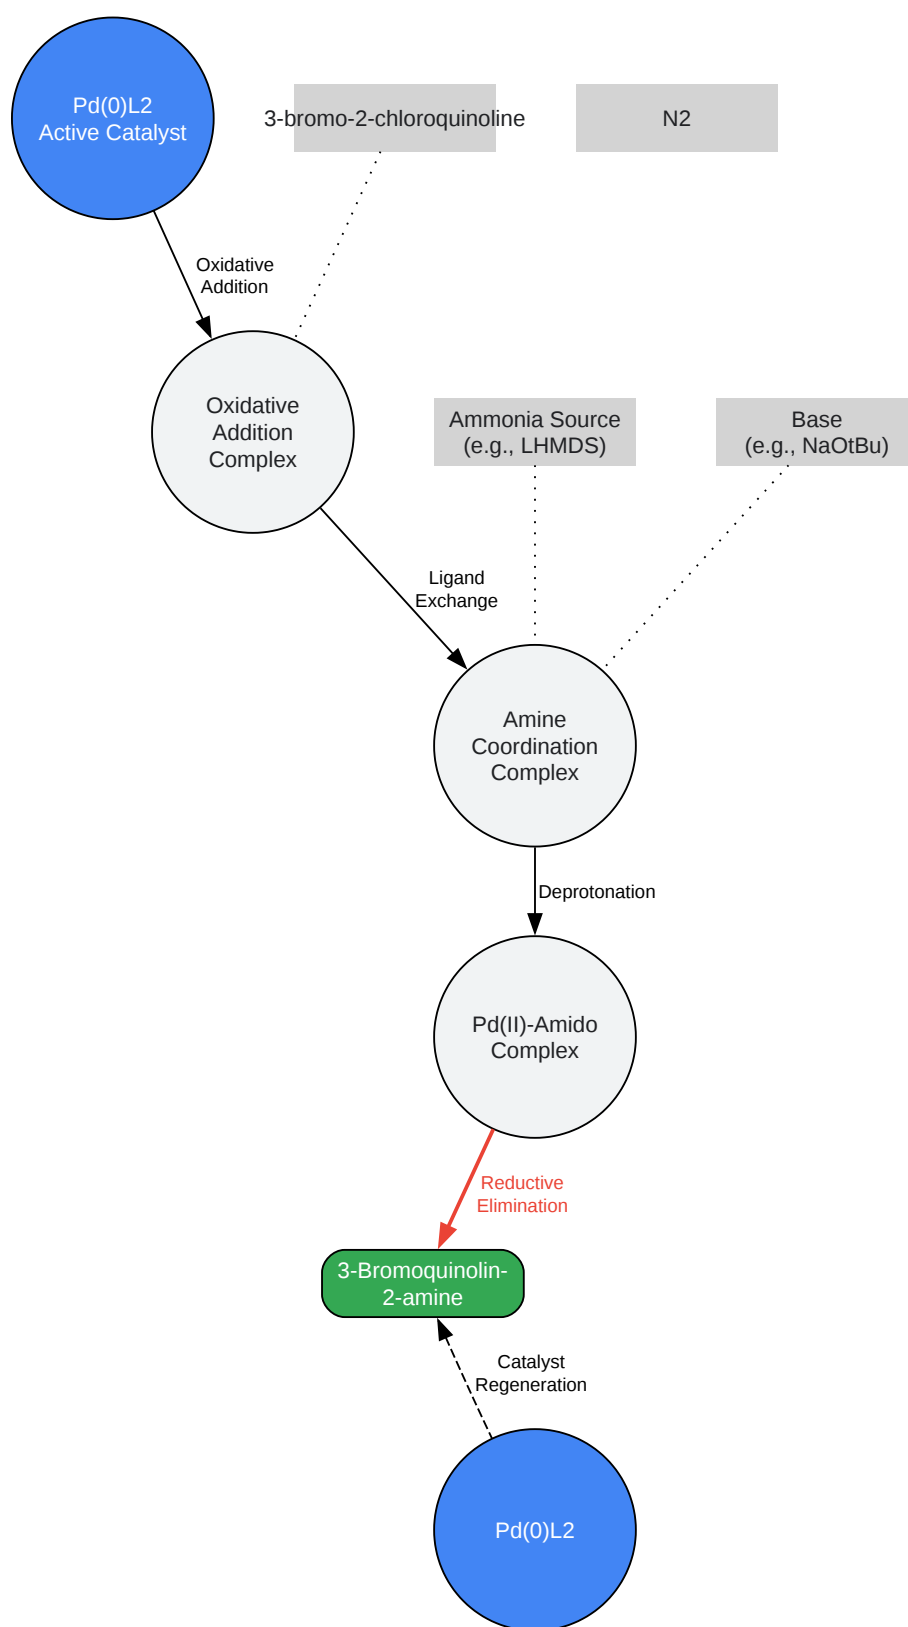 Pd(0)L2
Active Catalyst
3-bromo-2-chloroquinoline
N2
Oxidative
Addition
Oxidative
Addition
Complex
Ammonia Source
(e.g., LHMDS)
Base
(e.g., NaOtBu)
Ligand
Exchange
Amine
Coordination
Complex
Deprotonation
Pd(II)-Amido
Complex
Reductive
Elimination
3-Bromoquinolin-
2-amine
Catalyst
Regeneration
Pd(0)L2